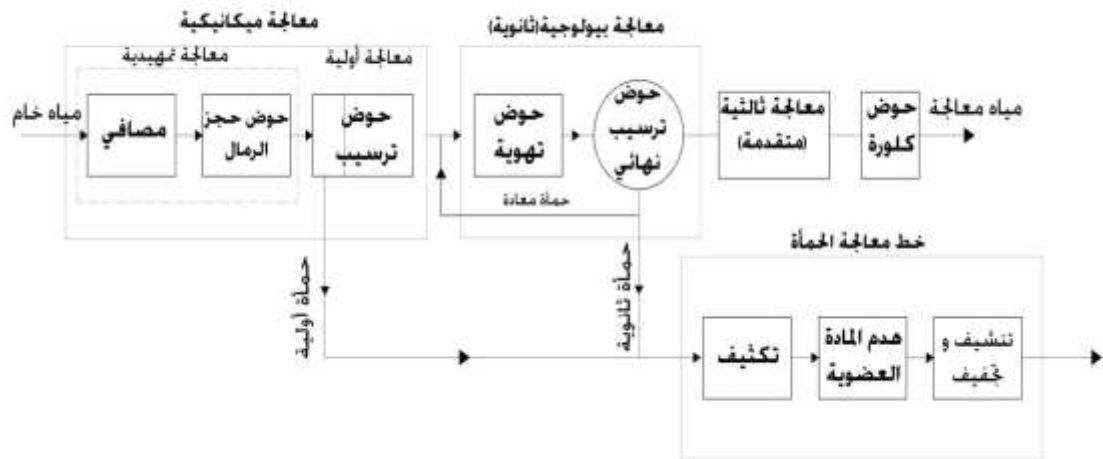 معالجة ميكانيكية
معالجة بيولوجية(ثانوية)
معالجة تمهيدية
معالجة أولية
مياه خام
مصافي
حوض حجز
الرمال
حوض
ترسيب
حوض
تهوية
حوض
ترسيب
نهائي
معالجة ثالثية
(متقدمة)
حوض
كلورة
مياه معالجة
حمأة معادة
حمأة أولية
حمأة ثانوية
خط معالجة الحمأة
تكثيف
هدم المادة
العضوية
تنشيف و
تجفيف